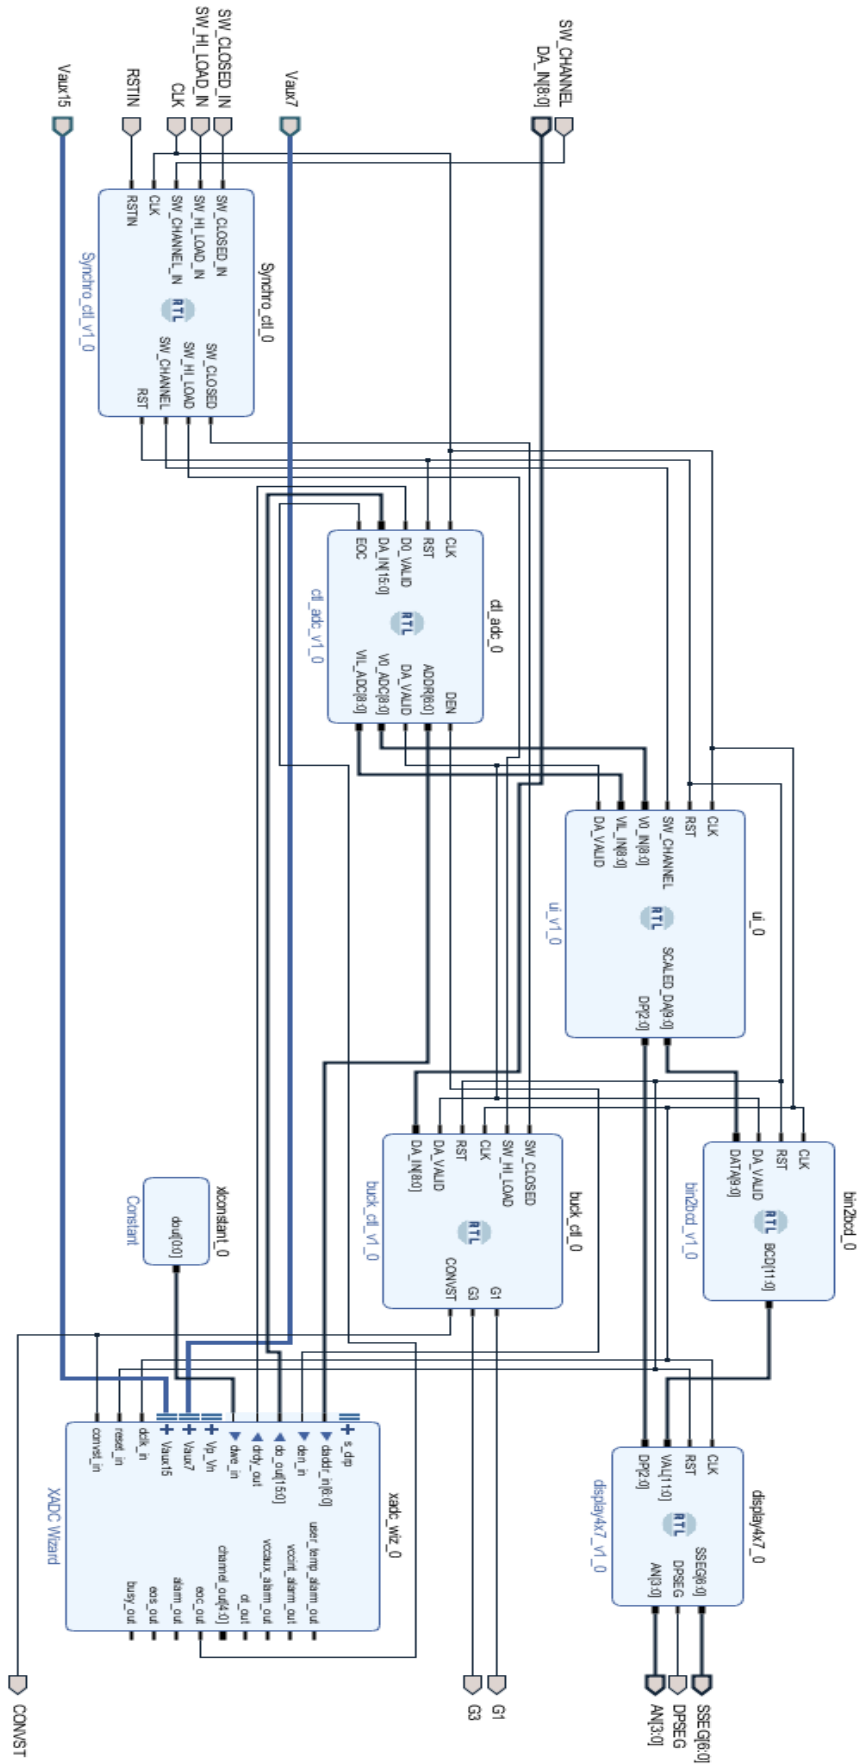 SW_CHANNEL
DA_IN[8:0]
Vaux7
SW_CLOSED_IN
SW_HI_LOAD_IN
CLK
RSTIN
Vaux15
Synchro_ctl_0
SW_CLOSED_IN
SW_HI_LOAD_IN
SW_CHANNEL_IN
CLK
RSTIN
RTL
SW_CLOSED
SW_HI_LOAD
SW_CHANNEL
RST
Synchro_ctl_v1_0
ctl_adc_0
CLK
RST
D0_VALID
DA_IN[15:0]
EOC
RTL
DEN
ADDR[6:0]
DA_VALID
V0_ADC[8:0]
VIL_ADC[8:0]
ctl_adc_v1_0
ui_0
CLK
RST
SW_CHANNEL
V0_IN[8:0]
VIL_IN[8:0]
DA_VALID
RTL
SCALED_DA[9:0]
DP[2:0]
ui_v1_0
bin2bcd_0
CLK
RST
DA_VALID
DATA[9:0]
RTL
BCD[11:0]
bin2bcd_v1_0
buck_ctl_0
SW_CLOSED
SW_HI_LOAD
CLK
RST
DA_VALID
DA_IN[8:0]
RTL
G1
G3
CONVST
buck_ctl_v1_0
xlconstant_0
dout[0:0]
Constant
display4x7_0
CLK
RST
VAL[11:0]
DP[2:0]
RTL
SSEG[6:0]
DPSEG
AN[3:0]
display4x7_v1_0
xadc_wiz_0
s_drp
daddr_in[6:0]
den_in
do_out[15:0]
drdy_out
dwe_in
Vp_Vn
Vaux7
Vaux15
dclk_in
reset_in
convst_in
user_temp_alarm_out
vccint_alarm_out
vccaux_alarm_out
ot_out
channel_out[4:0]
eoc_out
alarm_out
eos_out
busy_out
XADC Wizard
SSEG[6:0]
DPSEG
AN[3:0]
G1
G3
CONVST